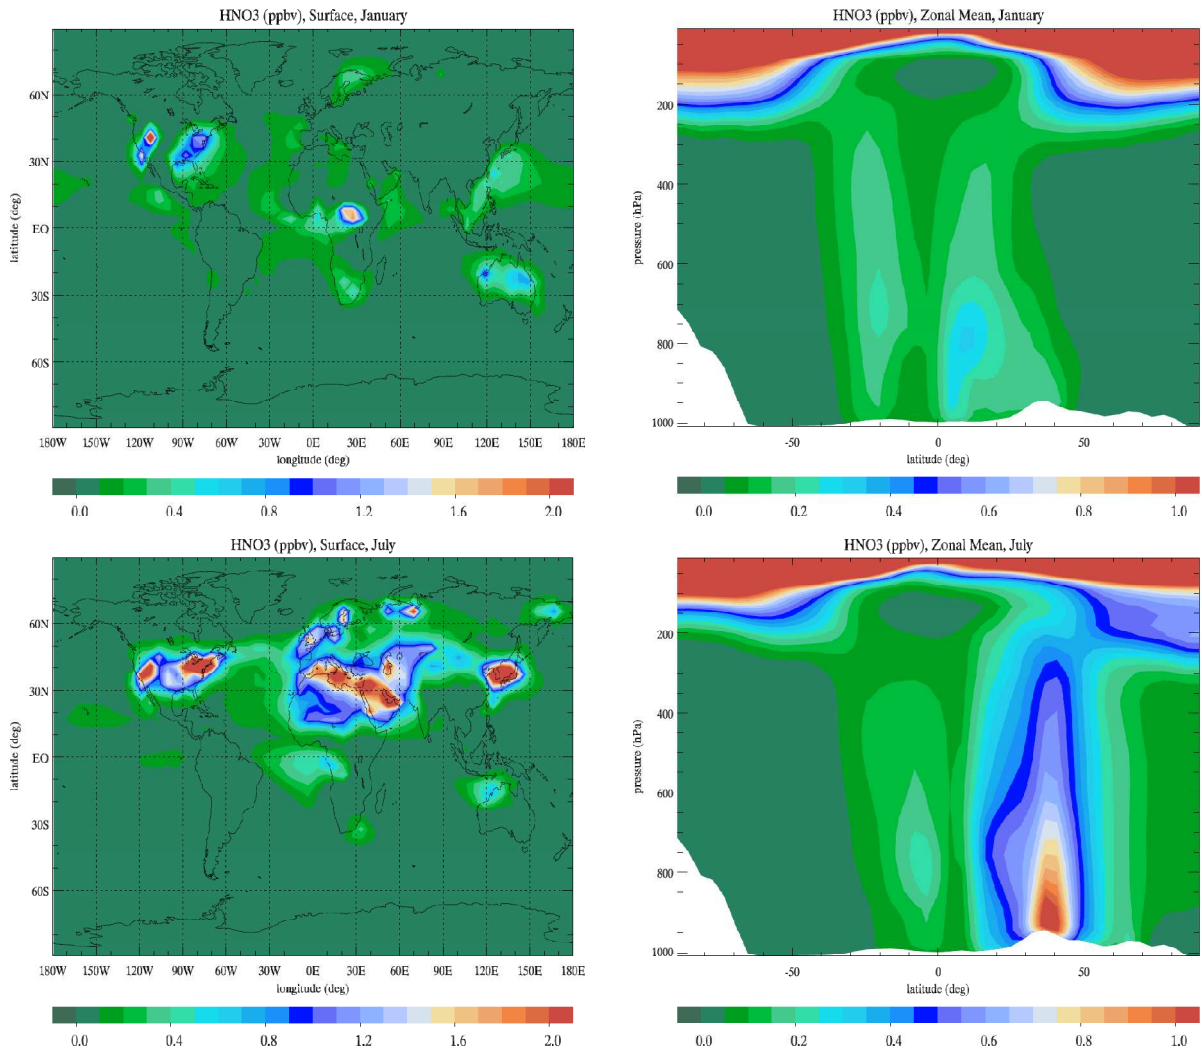 HNO3 (ppbv), Surface, January
latitude (deg)
60N
30N
EQ
30S
60S
180W 150W 120W 90W 60W 30W 0E 30E 60E 90E 120E 150E 180E
longitude (deg)
0.0 0.4 0.8 1.2 1.6 2.0
HNO3 (ppbv), Zonal Mean, January
pressure (hPa)
200
400
600
800
1000
-50 0 50
latitude (deg)
0.0 0.2 0.4 0.6 0.8 1.0
HNO3 (ppbv), Surface, July
latitude (deg)
60N
30N
EQ
30S
60S
180W 150W 120W 90W 60W 30W 0E 30E 60E 90E 120E 150E 180E
longitude (deg)
0.0 0.4 0.8 1.2 1.6 2.0
HNO3 (ppbv), Zonal Mean, July
pressure (hPa)
200
400
600
800
1000
-50 0 50
latitude (deg)
0.0 0.2 0.4 0.6 0.8 1.0